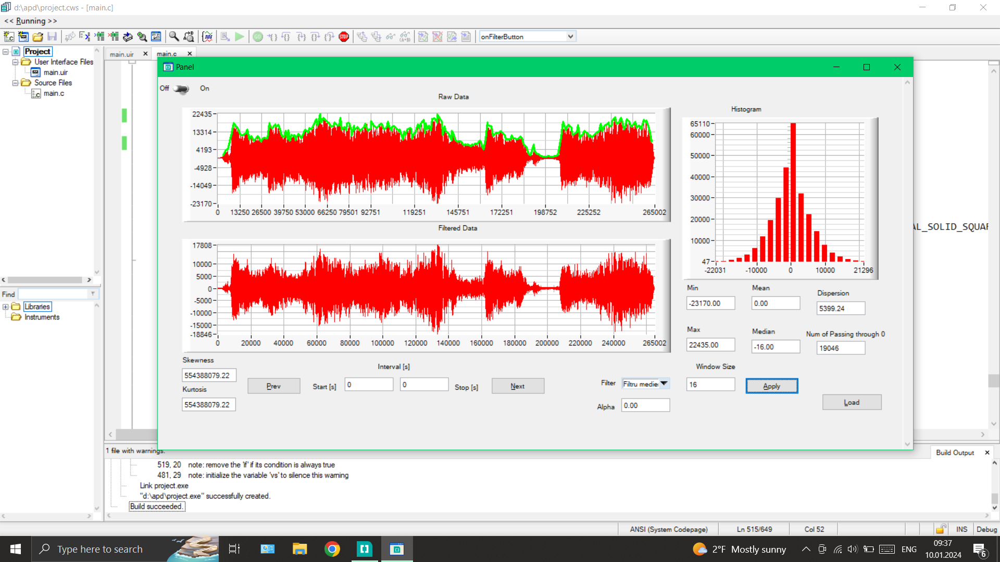 d:\apd\project.cws - [main.c]
<< Running >>
onFilterButton
Project
User Interface Files
main.uir
Source Files
main.c
main.uir
main.c
Panel
Off
On
Raw Data
22435
13314
4193
-4928
-14049
-23170
0 13250 26500 39750 53000 66250 79501 92751 119251 145751 172251 198752 225252 265002
Filtered Data
17808
10000
5000
0
-5000
-10000
-15000
-18846
0 20000 40000 60000 80000 100000 120000 140000 160000 180000 200000 220000 240000 265002
Histogram
65110
60000
50000
40000
30000
20000
10000
47
-22031 -10000 0 10000 21296
Min
-23170.00
Mean
0.00
Dispersion
5399.24
Max
22435.00
Median
-16.00
Num of Passing through 0
19046
Skewness
554388079.22
Kurtosis
554388079.22
Prev
Interval [s]
Start [s]
0
0
Stop [s]
Next
Filter
Filtru medie
Alpha
0.00
Window Size
16
Apply
Load
AL_SOLID_SQUAR
Find
Libraries
Instruments
1 file with warnings.
Build Output
519, 20 note: remove the 'if' if its condition is always true
481, 29 note: initialize the variable 'vs' to silence this warning
Link project.exe
"d:\apd\project.exe" successfully created.
Build succeeded.
ANSI (System Codepage)
Ln 515/649
Col 52
INS
Debug
Type here to search
2°F Mostly sunny
ENG
09:37
10.01.2024
6